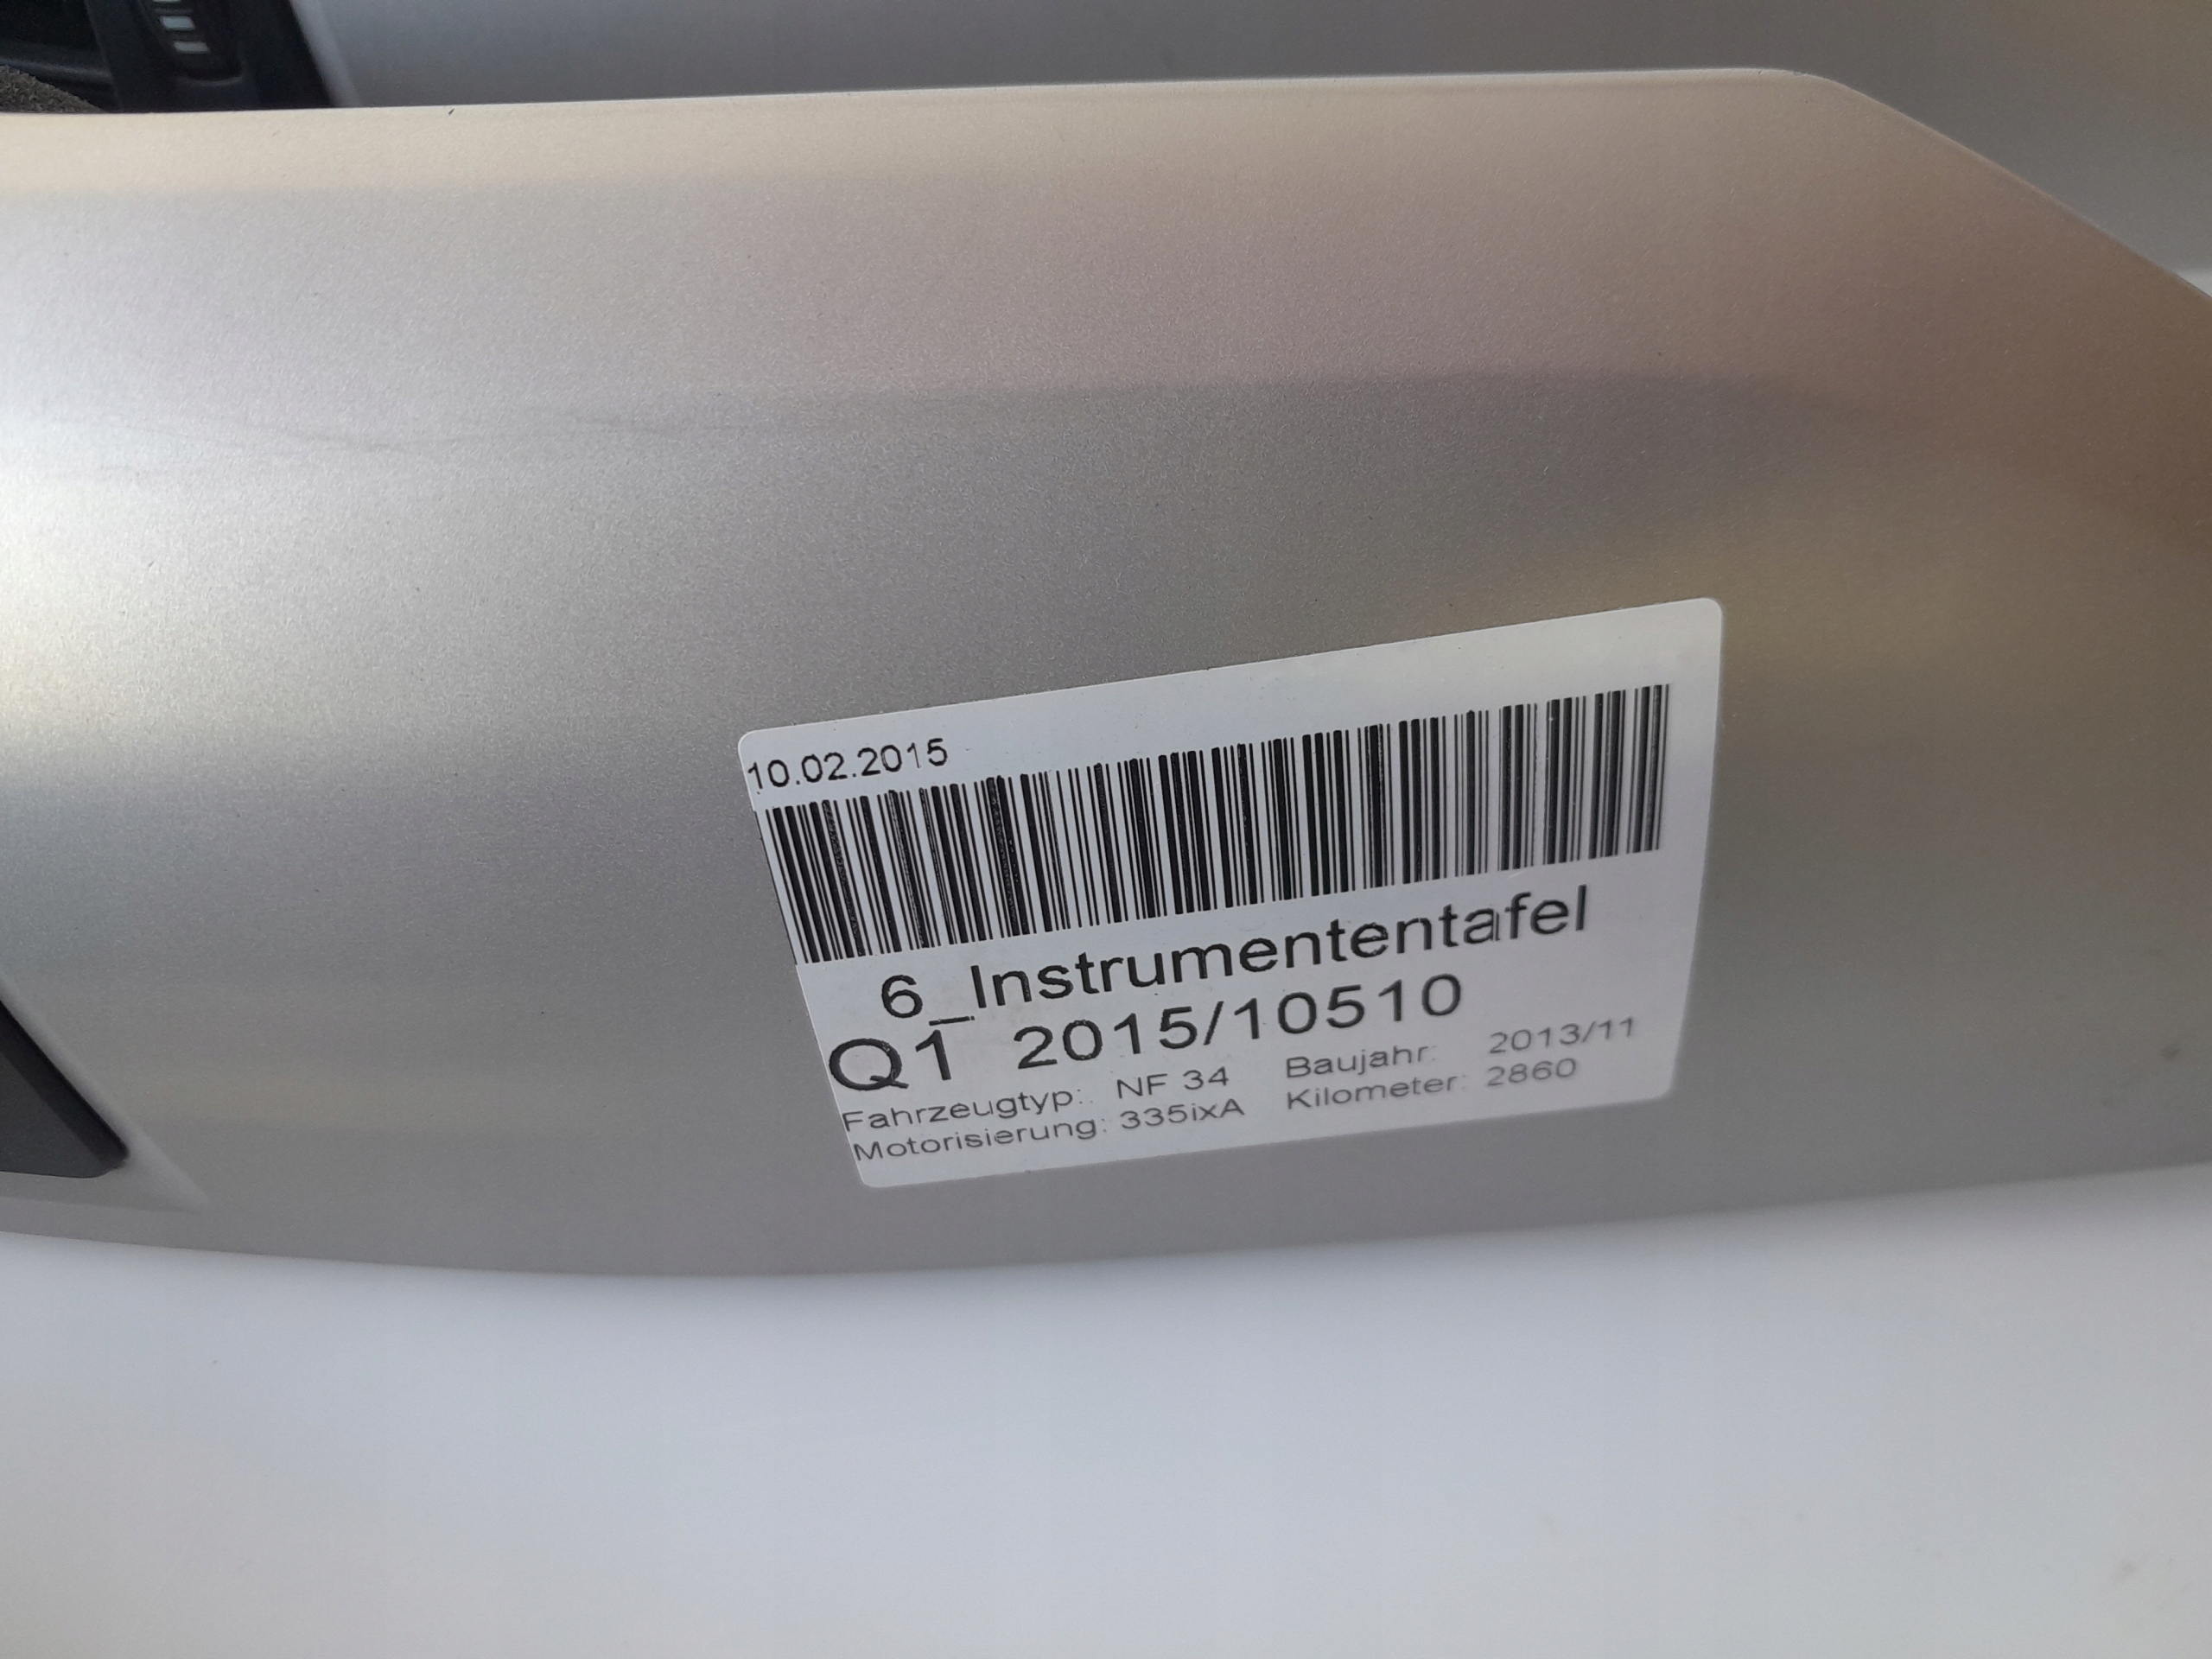 10.02.2015
6_Instrumententafel
Q1 2015/10510
Fahrzeugtyp: NF 34 Baujahr: 2013/11
Motorisierung: 335ixA Kilometer: 2860